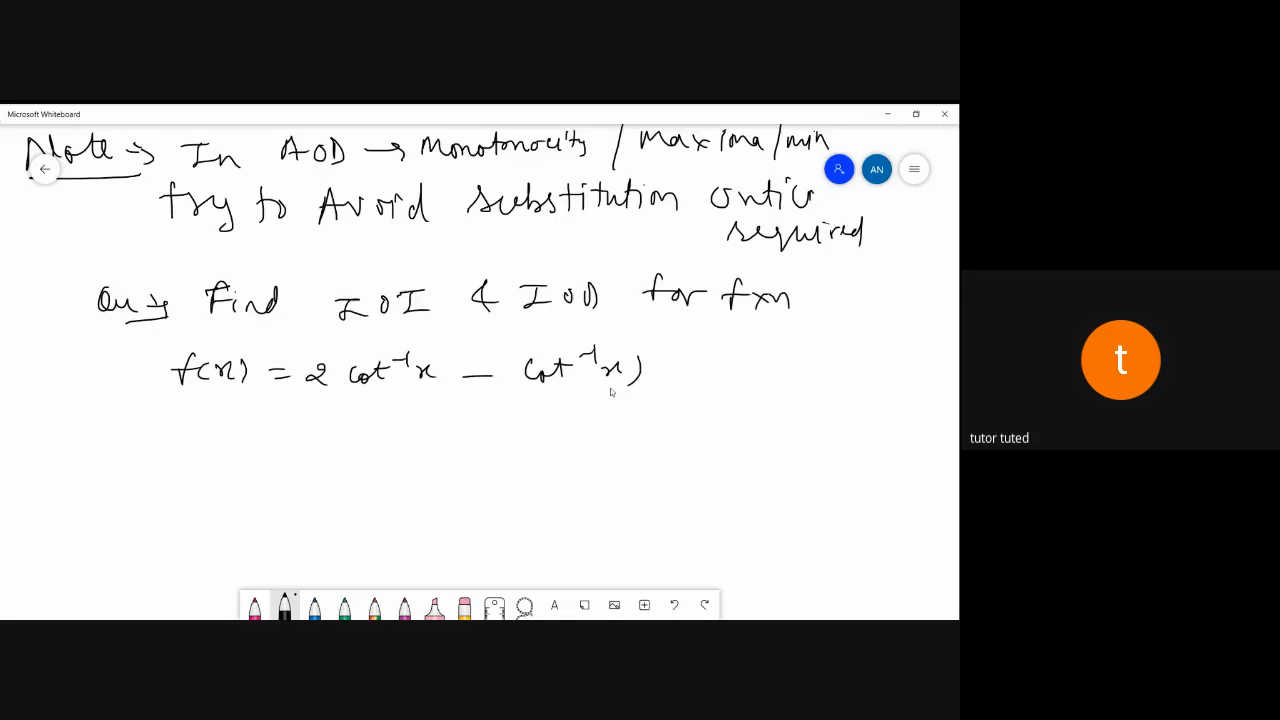 Microsoft Whiteboard
Note → In AOD → Monotonocity / Maxima/min
AN
try to Avoid substitution until
required
Qu → Find IOI & IOD for fxn
f(x) = 2 cot⁻¹x − cot⁻¹x)
t
tutor tuted
A